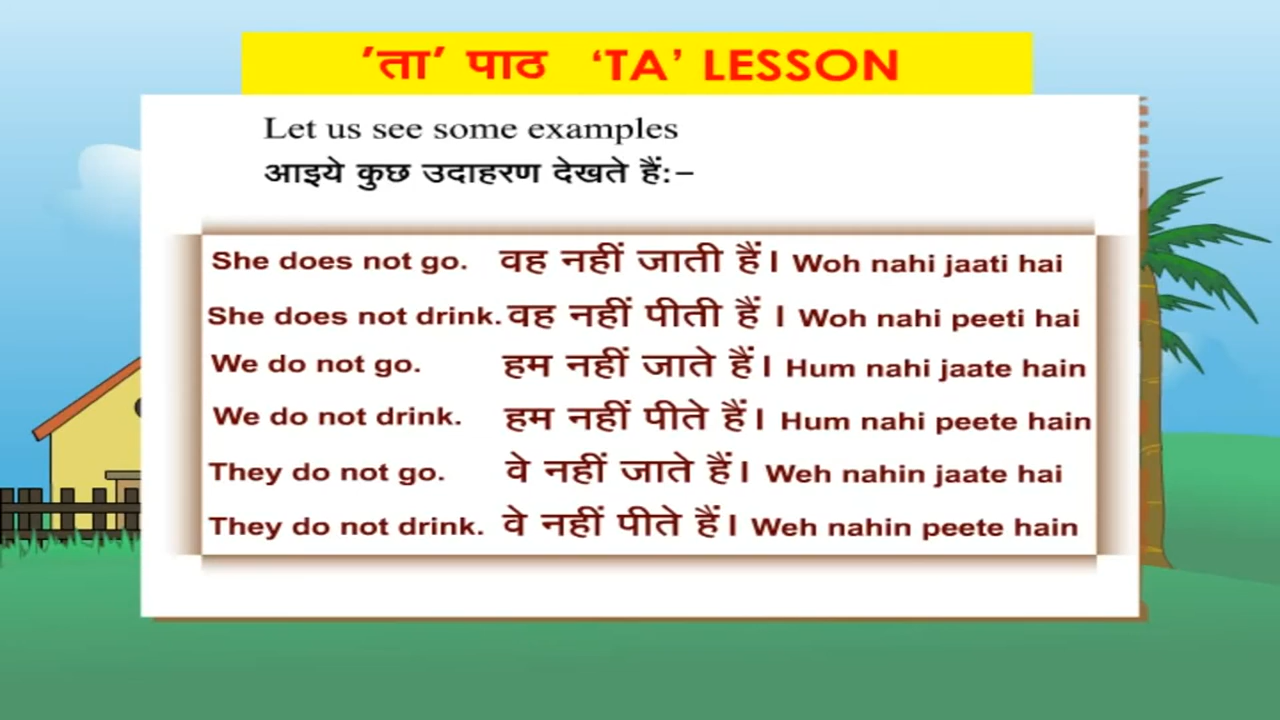 ’ता’ पाठ ‘TA’ LESSON
Let us see some examples
आइये कुछ उदाहरण देखते हैं:–
She does not go. वह नहीं जाती हैं। Woh nahi jaati hai
She does not drink. वह नहीं पीती हैं । Woh nahi peeti hai
We do not go. हम नहीं जाते हैं। Hum nahi jaate hain
We do not drink. हम नहीं पीते हैं। Hum nahi peete hain
They do not go. वे नहीं जाते हैं। Weh nahin jaate hai
They do not drink. वे नहीं पीते हैं। Weh nahin peete hain